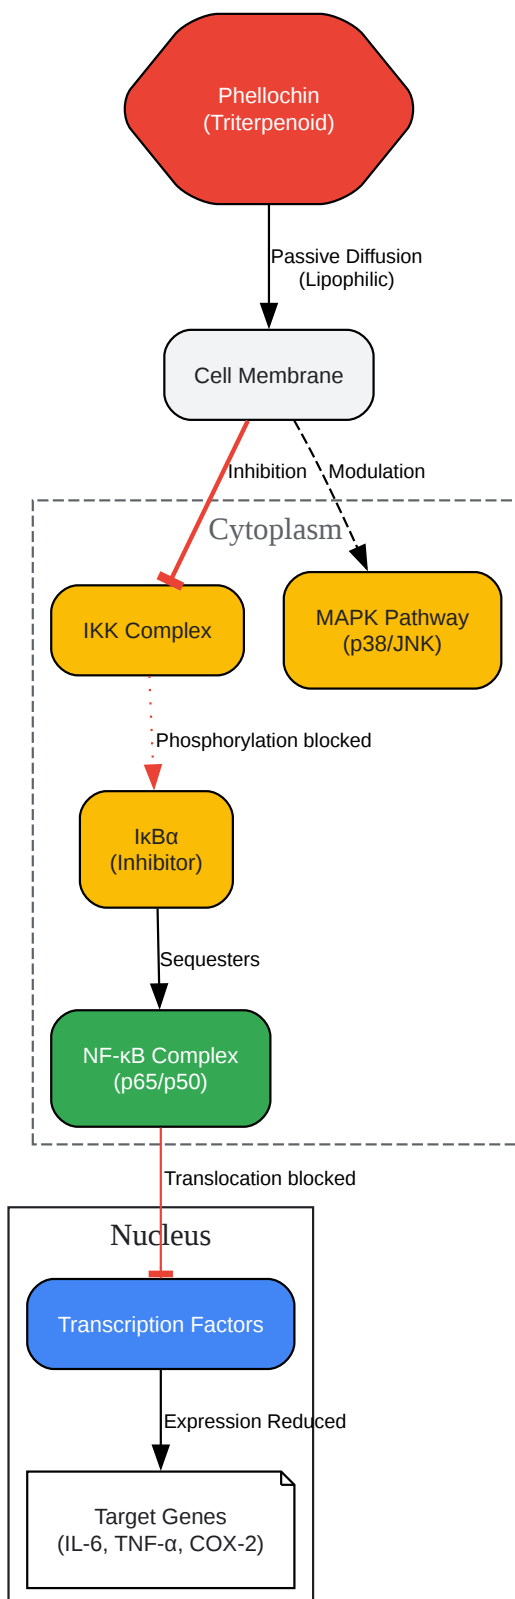 Phellochin
(Triterpenoid)
Passive Diffusion
(Lipophilic)
Cell Membrane
Inhibition
Modulation
Cytoplasm
IKK Complex
MAPK Pathway
(p38/JNK)
Phosphorylation blocked
IκBα
(Inhibitor)
Sequesters
NF-κB Complex
(p65/p50)
Translocation blocked
Nucleus
Transcription Factors
Expression Reduced
Target Genes
(IL-6, TNF-α, COX-2)